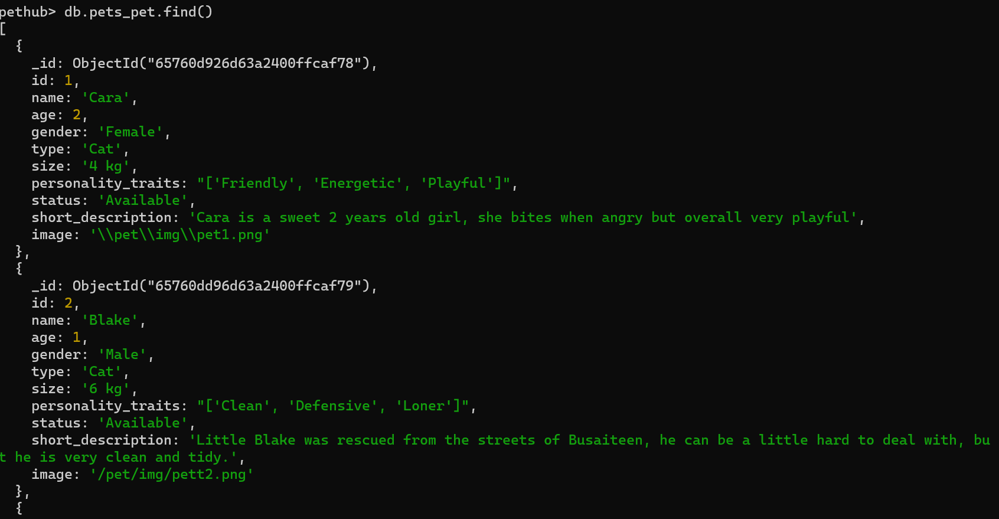 pethub> db.pets_pet.find()
[
  {
    _id: ObjectId("65760d926d63a2400ffcaf78"),
    id: 1,
    name: 'Cara',
    age: 2,
    gender: 'Female',
    type: 'Cat',
    size: '4 kg',
    personality_traits: "['Friendly', 'Energetic', 'Playful']",
    status: 'Available',
    short_description: 'Cara is a sweet 2 years old girl, she bites when angry but overall very playful',
    image: '\\pet\\img\\pet1.png'
  },
  {
    _id: ObjectId("65760dd96d63a2400ffcaf79"),
    id: 2,
    name: 'Blake',
    age: 1,
    gender: 'Male',
    type: 'Cat',
    size: '6 kg',
    personality_traits: "['Clean', 'Defensive', 'Loner']",
    status: 'Available',
    short_description: 'Little Blake was rescued from the streets of Busaiteen, he can be a little hard to deal with, bu
t he is very clean and tidy.',
    image: '/pet/img/pett2.png'
  },
  {